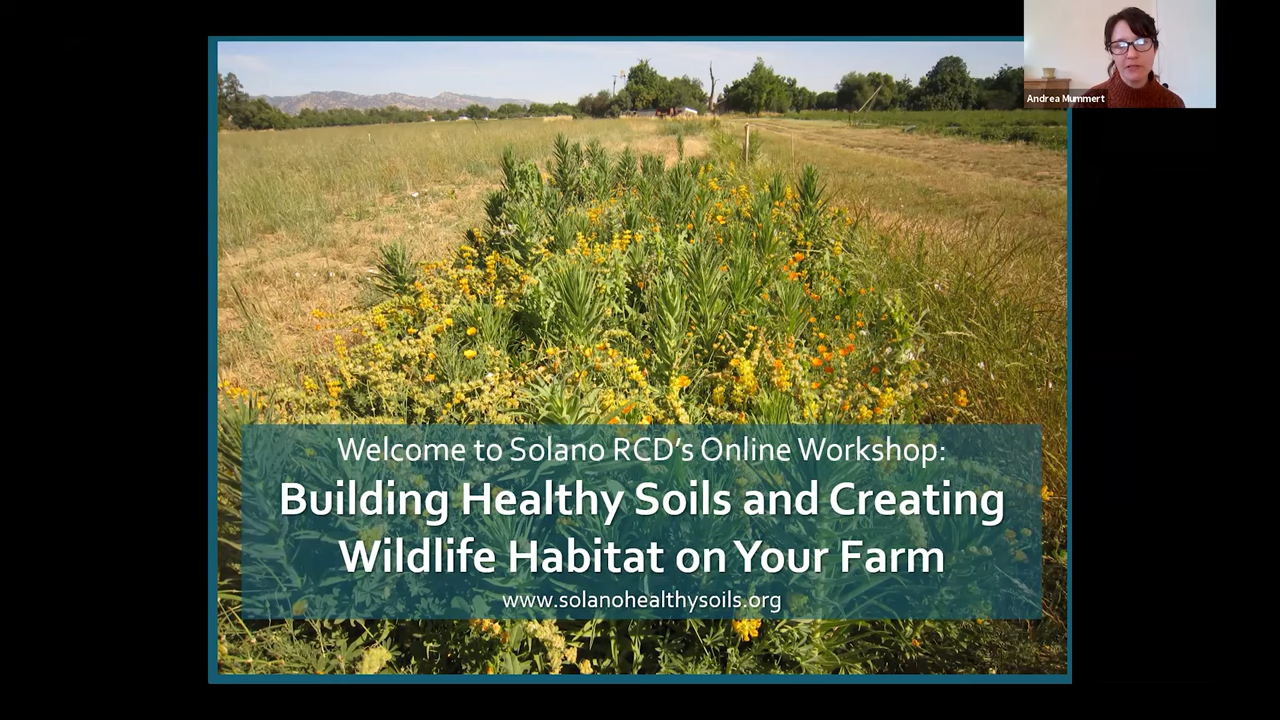 Andrea Mummert
Welcome to Solano RCD's Online Workshop:
Building Healthy Soils and Creating
Wildlife Habitat on Your Farm
www.solanohealthysoils.org